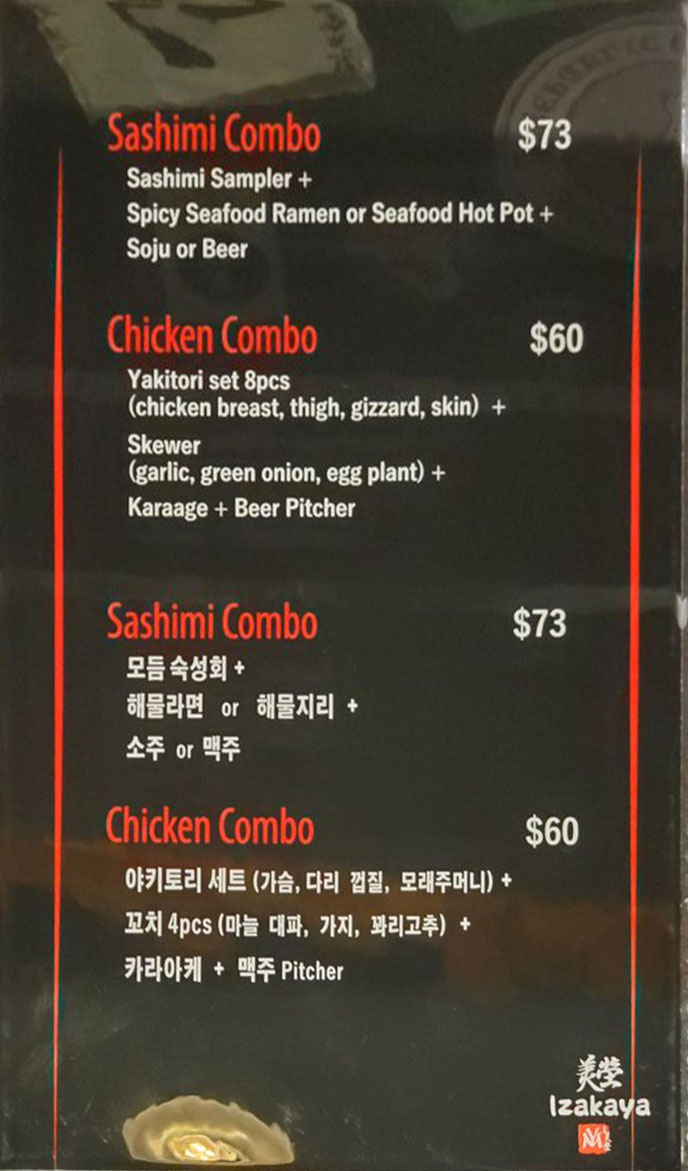 Sashimi Combo $73
Sashimi Sampler +
Spicy Seafood Ramen or Seafood Hot Pot +
Soju or Beer
Chicken Combo $60
Yakitori set 8pcs
(chicken breast, thigh, gizzard, skin) +
Skewer
(garlic, green onion, egg plant) +
Karaage + Beer Pitcher
Sashimi Combo $73
모듬 숙성회 +
해물라면 or 해물지리 +
소주 or 맥주
Chicken Combo $60
야키토리 세트 (가슴, 다리 껍질, 모래주머니) +
꼬치 4pcs (마늘 대파, 가지, 꽈리고추) +
카라아케 + 맥주 Pitcher
Izakaya